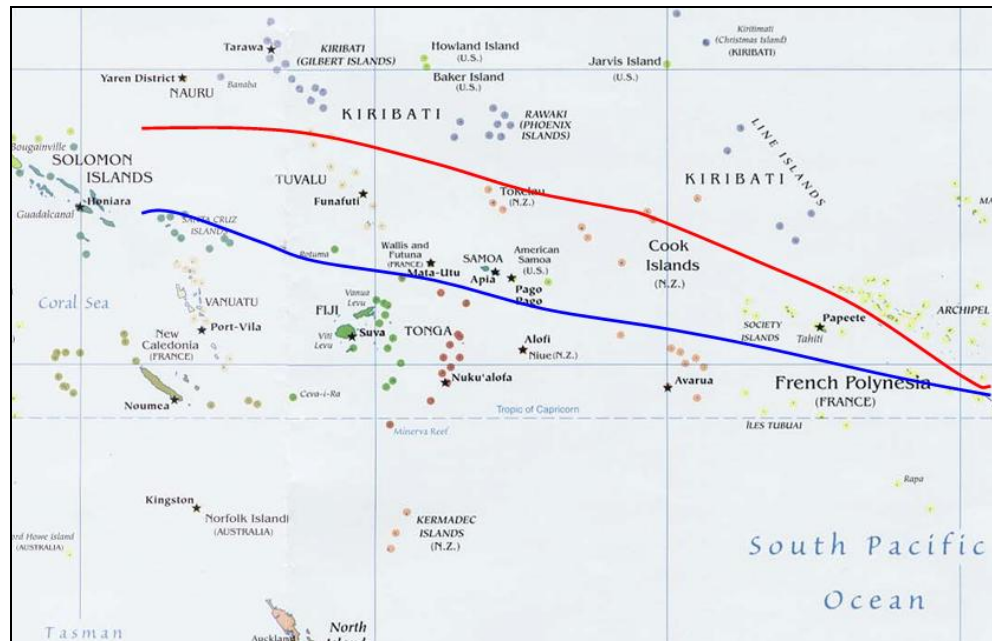 Kiritimati
(Christmas Island)
(KIRIBATI)
Tarawa
KIRIBATI
(GILBERT ISLANDS)
Howland Island
(U.S.)
Jarvis Island
(U.S.)
Yaren District
NAURU
Banaba
Baker Island
(U.S.)
KIRIBATI
RAWAKI
(PHOENIX
ISLANDS)
LINE ISLANDS
Bougainville
SOLOMON
ISLANDS
TUVALU
KIRIBATI
Tokelau
(N.Z.)
Funafuti
MA
Honiara
Guadalcanal
SANTA CRUZ
ISLANDS
Rotuma
Wallis and
Futuna
(FRANCE)
Mata-Utu
SAMOA
Apia
American
Samoa
(U.S.)
Pago
Pago
Cook
Islands
(N.Z.)
Coral Sea
VANUATU
Vanua
Levu
FIJI
Port-Vila
Viti
Levu
Suva
TONGA
SOCIETY
ISLANDS
Papeete
Tahiti
ARCHIPEL
New
Caledonia
(FRANCE)
Alofi
Niue (N.Z.)
Noumea
Ceva-i-Ra
Nuku'alofa
Avarua
French Polynesia
(FRANCE)
Tropic of Capricorn
Minerva Reef
ÎLES TUBUAI
Rapa
Kingston
Norfolk Island
(AUSTRALIA)
ord Howe Island
(AUSTRALIA)
KERMADEC
ISLANDS
(N.Z.)
South Pacific
Ocean
Tasman
Auckland
North